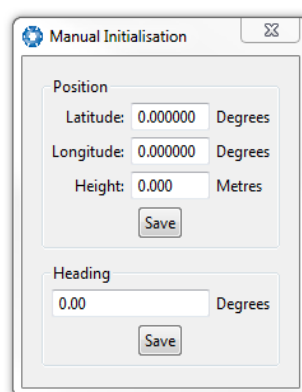 Manual Initialisation
Position
Latitude: 0.000000 Degrees
Longitude: 0.000000 Degrees
Height: 0.000 Metres
Save
Heading
0.00 Degrees
Save